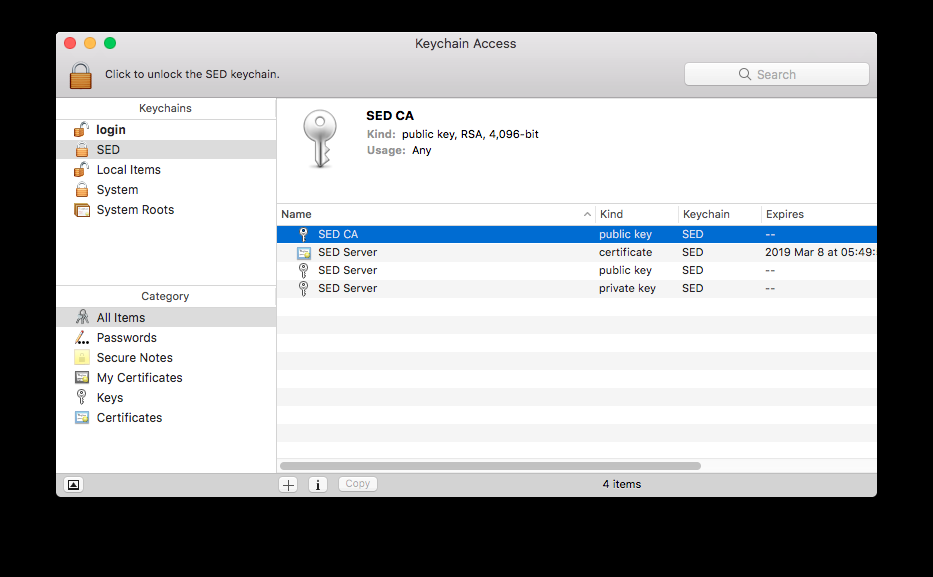 Keychain Access
Click to unlock the SED keychain.
Search
Keychains
login
SED
Local Items
System
System Roots
Category
All Items
Passwords
Secure Notes
My Certificates
Keys
Certificates
SED CA
Kind: public key, RSA, 4,096-bit
Usage: Any
Name Kind Keychain Expires
SED CA public key SED --
SED Server certificate SED 2019 Mar 8 at 05:49:
SED Server public key SED --
SED Server private key SED --
Copy
4 items